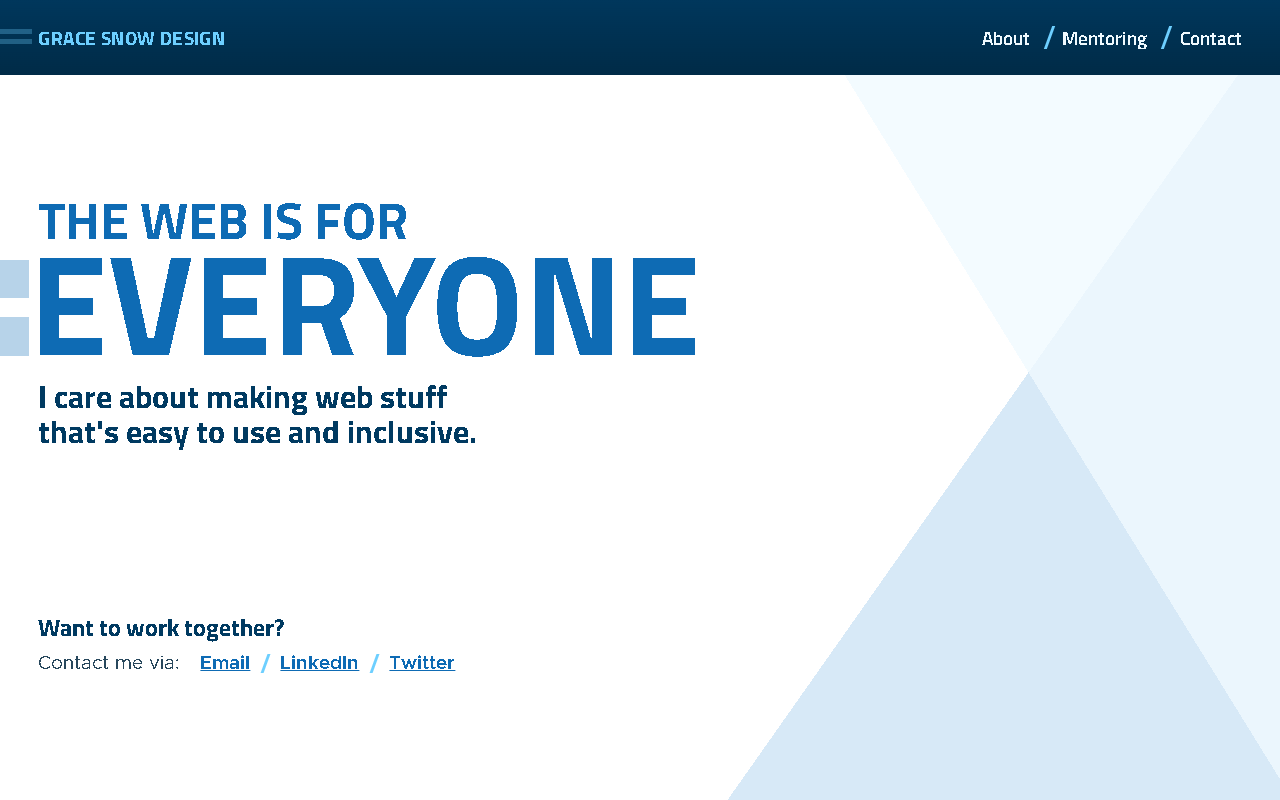 GRACE SNOW DESIGN
About / Mentoring / Contact
THE WEB IS FOR
EVERYONE
I care about making web stuff
that's easy to use and inclusive.
Want to work together?
Contact me via: Email / LinkedIn / Twitter